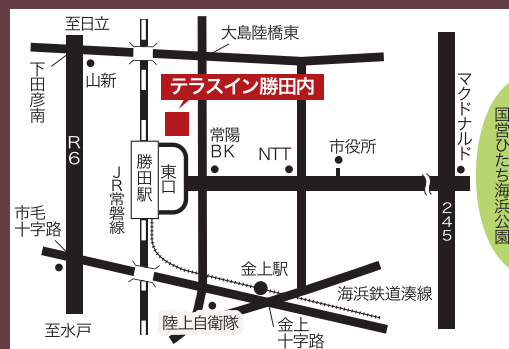 至日立
大島陸橋東
下田彦南
山新
テラスイン勝田内
マクドナルド
国営ひたち海浜公園
R6
JR常磐線
勝田駅
東口
常陽
BK
NTT
市役所
245
市毛
十字路
金上駅
海浜鉄道湊線
至水戸
陸上自衛隊
金上
十字路